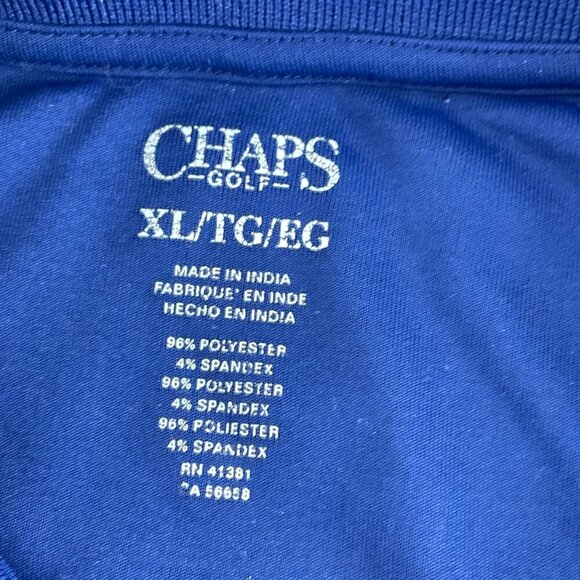 CHAPS
GOLF
XL/TG/EG
MADE IN INDIA
FABRIQUE' EN INDE
HECHO EN INDIA
96% POLYESTER
4% SPANDEX
96% POLYESTER
4% SPANDEX
96% POLIESTER
4% SPANDEX
RN 41381
CA 56658